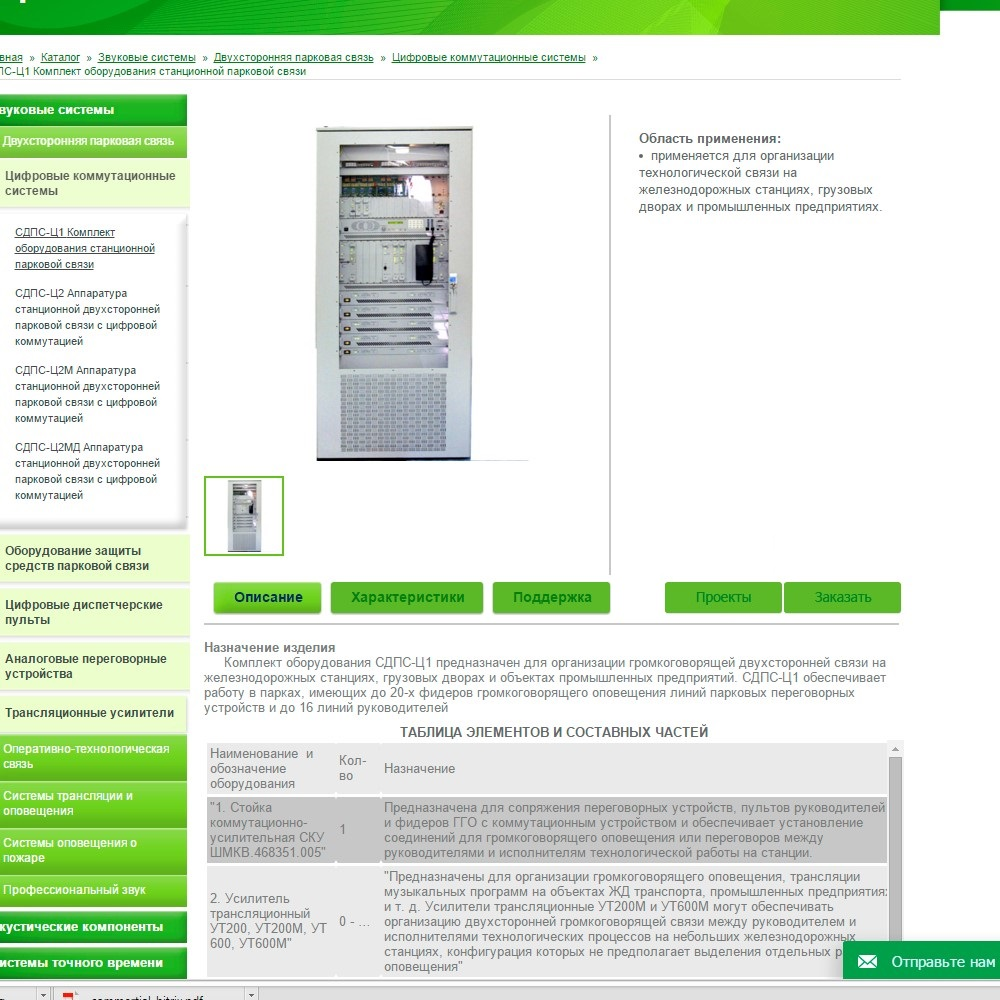 вная » Каталог » Звуковые системы » Двухсторонняя парковая связь » Цифровые коммутационные системы »
ПС-Ц1 Комплект оборудования станционной парковой связи
вуковые системы
Двухсторонняя парковая связь
Цифровые коммутационные
системы
СДПС-Ц1 Комплект
оборудования станционной
парковой связи
СДПС-Ц2 Аппаратура
станционной двухсторонней
парковой связи с цифровой
коммутацией
СДПС-Ц2М Аппаратура
станционной двухсторонней
парковой связи с цифровой
коммутацией
СДПС-Ц2МД Аппаратура
станционной двухсторонней
парковой связи с цифровой
коммутацией
Оборудование защиты
средств парковой связи
Цифровые диспетчерские
пульты
Аналоговые переговорные
устройства
Трансляционные усилители
Оперативно-технологическая
связь
Системы трансляции и
оповещения
Системы оповещения о
пожаре
Профессиональный звук
кустические компоненты
истемы точного времени
Область применения:
• применяется для организации
технологической связи на
железнодорожных станциях, грузовых
дворах и промышленных предприятиях.
Описание Характеристики Поддержка Проекты Заказать
Назначение изделия
Комплект оборудования СДПС-Ц1 предназначен для организации громкоговорящей двухсторонней связи на
железнодорожных станциях, грузовых дворах и объектах промышленных предприятий. СДПС-Ц1 обеспечивает
работу в парках, имеющих до 20-х фидеров громкоговорящего оповещения линий парковых переговорных
устройств и до 16 линий руководителей
ТАБЛИЦА ЭЛЕМЕНТОВ И СОСТАВНЫХ ЧАСТЕЙ
Наименование и
обозначение
оборудования
Кол-
во
Назначение
"1. Стойка
коммутационно-
усилительная СКУ
ШМКВ.468351.005"
1
Предназначена для сопряжения переговорных устройств, пультов руководителей
и фидеров ГГО с коммутационным устройством и обеспечивает установление
соединений для громкоговорящего оповещения или переговоров между
руководителями и исполнителям технологической работы на станции.
2. Усилитель
трансляционный
УТ200, УТ200М, УТ
600, УТ600М"
0 - ...
"Предназначены для организации громкоговорящего оповещения, трансляции
музыкальных программ на объектах ЖД транспорта, промышленных предприятиях
и т. д. Усилители трансляционные УТ200М и УТ600М могут обеспечивать
организацию двухсторонней громкоговорящей связи между руководителем и
исполнителями технологических процессов на небольших железнодорожных
станциях, конфигурация которых не предполагает выделения отдельных р
оповещения"
Отправьте нам
commertial_bitrix.pdf